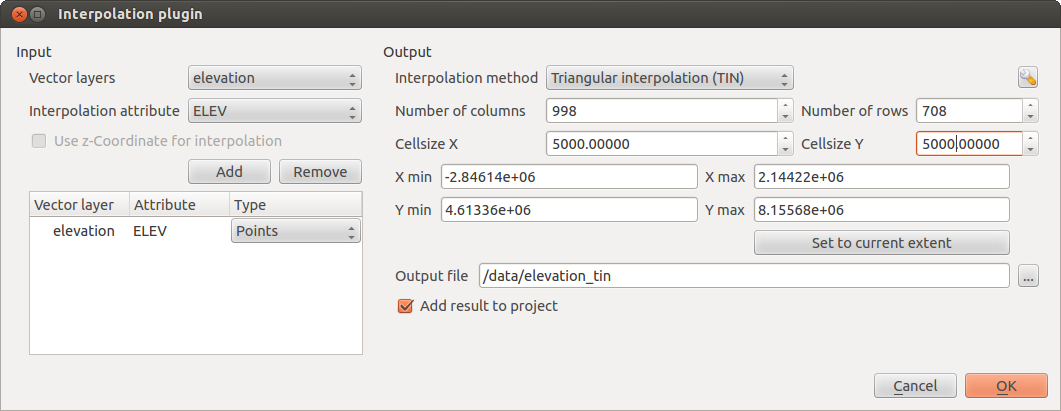 Interpolation plugin
Input
Vector layers elevation
Interpolation attribute ELEV
Use z-Coordinate for interpolation
Add Remove
Vector layer Attribute Type
elevation ELEV Points
Output
Interpolation method Triangular interpolation (TIN)
Number of columns 998 Number of rows 708
Cellsize X 5000.00000 Cellsize Y 5000.00000
X min -2.84614e+06 X max 2.14422e+06
Y min 4.61336e+06 Y max 8.15568e+06
Set to current extent
Output file /data/elevation_tin ...
Add result to project
Cancel OK